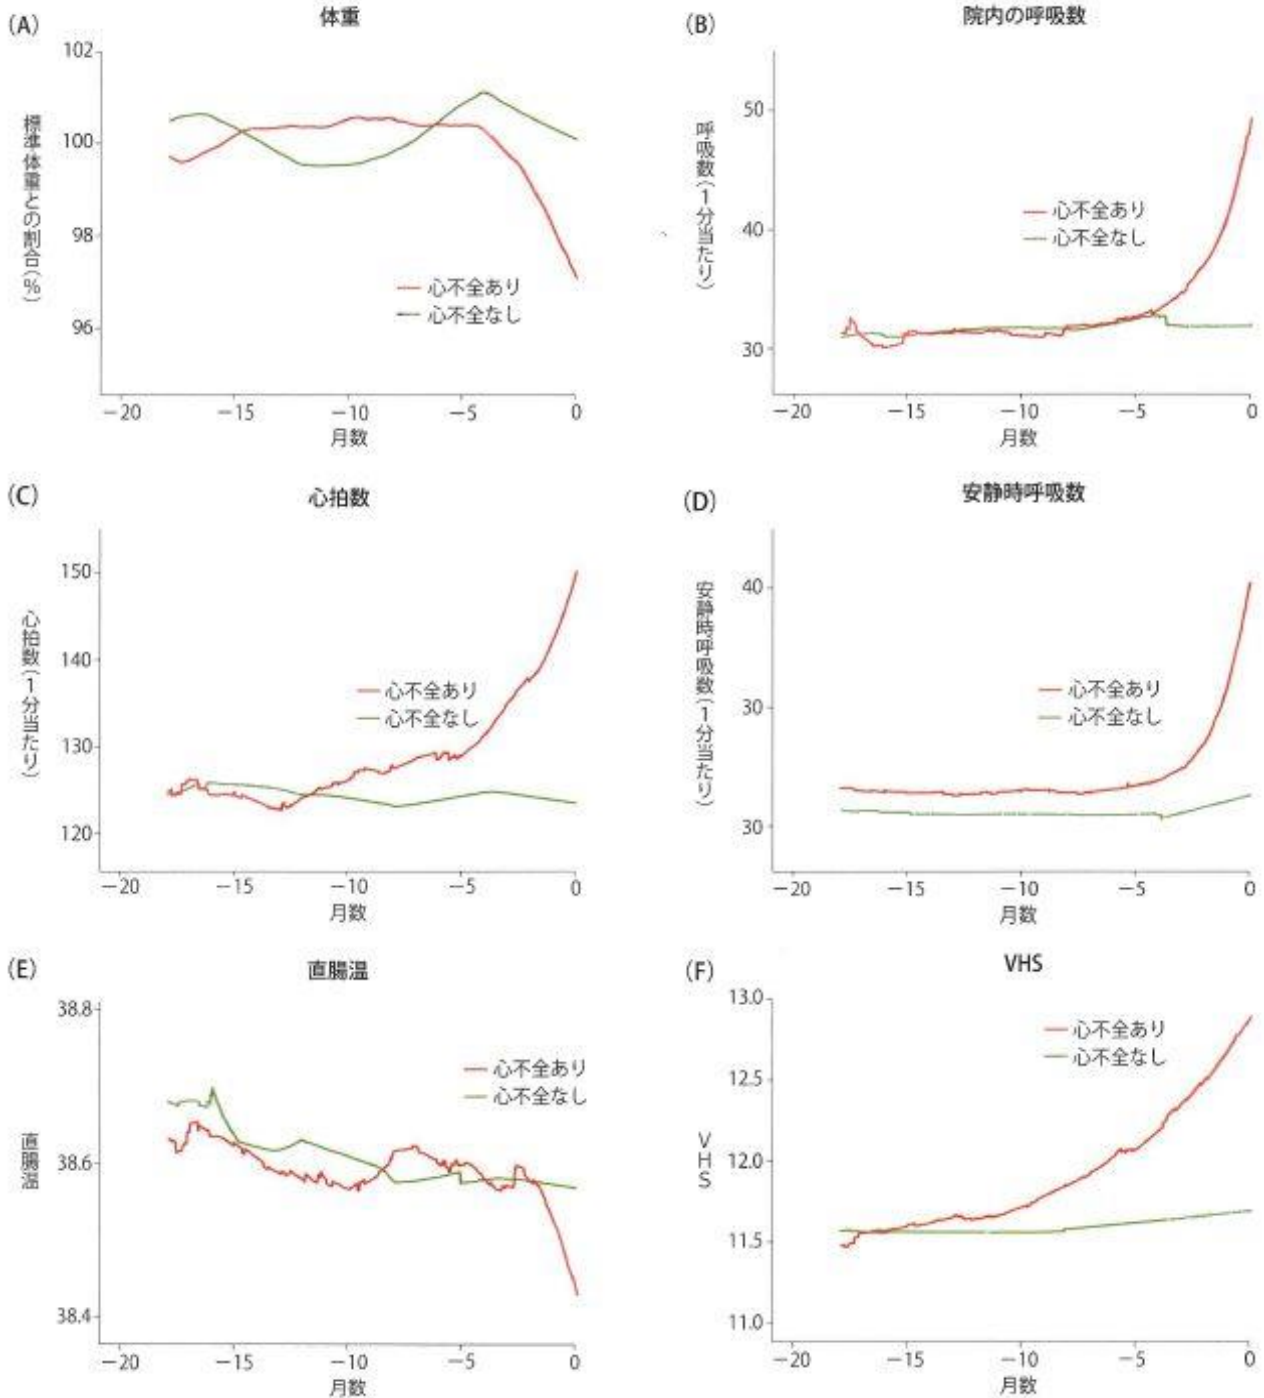 (A)
体重
102
100
98
96
標準体重との割合(%)
心不全あり
心不全なし
−20
−15
−10
−5
0
月数
(B)
院内の呼吸数
50
40
30
呼吸数(1分当たり)
心不全あり
心不全なし
−20
−15
−10
−5
0
月数
(C)
心拍数
150
140
130
120
心拍数(1分当たり)
心不全あり
心不全なし
−20
−15
−10
−5
0
月数
(D)
安静時呼吸数
40
30
30
安静時呼吸数(1分当たり)
心不全あり
心不全なし
−20
−15
−10
−5
0
月数
(E)
直腸温
38.8
38.6
38.4
直腸温
心不全あり
心不全なし
−20
−15
−10
−5
0
月数
(F)
VHS
13.0
12.5
12.0
11.5
11.0
VHS
心不全あり
心不全なし
−20
−15
−10
−5
0
月数